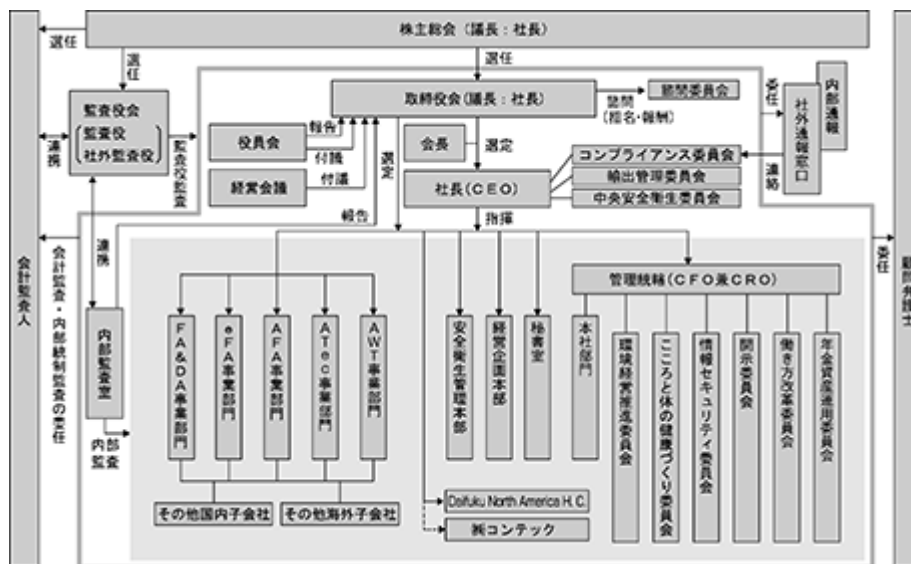 株主総会（議長：社長）
選任
選任
選任
取締役会（議長：社長）
諮問
（指名・報酬）
諮問委員会
委任
社外通報窓口
内部通報
連絡
監査役会
監査役
社外監査役
連携
監査役監査
役員会
報告
付議
経営会議
付議
会長
選定
選定
社長（CEO）
コンプライアンス委員会
輸出管理委員会
中央安全衛生委員会
報告
指揮
連携
会計監査人
会計監査・内部統制監査の委任
委任
顧問弁護士
内部監査室
内部監査
FA&DA事業部門
eFA事業部門
AFA事業部門
ATec事業部門
AWT事業部門
その他国内子会社
その他海外子会社
安全衛生管理本部
経営企画本部
秘書室
本社部門
管理統轄（CFO兼CRO）
環境経営推進委員会
こころと体の健康づくり委員会
情報セキュリティ委員会
開示委員会
働き方改革委員会
年金資産運用委員会
Daifuku North America H. C.
㈱コンテック